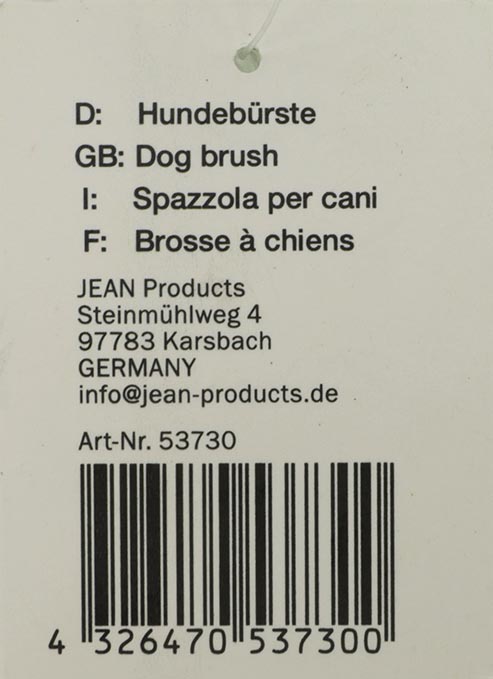 D: Hundebürste
GB: Dog brush
I: Spazzola per cani
F: Brosse à chiens
JEAN Products
Steinmühlweg 4
97783 Karsbach
GERMANY
info@jean-products.de
Art-Nr. 53730
4 326470 537300